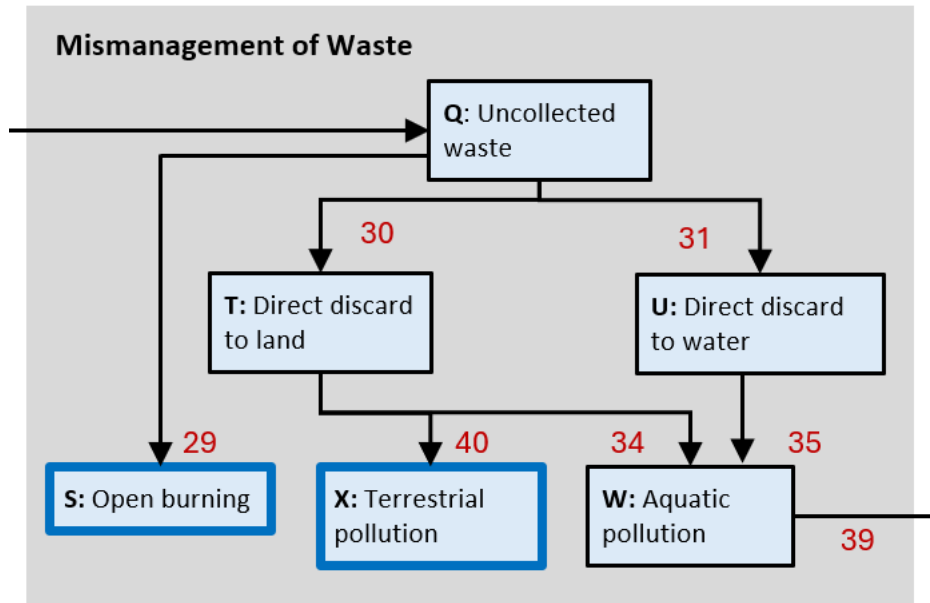 Mismanagement of Waste
Q: Uncollected
waste
30
31
T: Direct discard
to land
U: Direct discard
to water
29
40
34
35
S: Open burning
X: Terrestrial
pollution
W: Aquatic
pollution
39